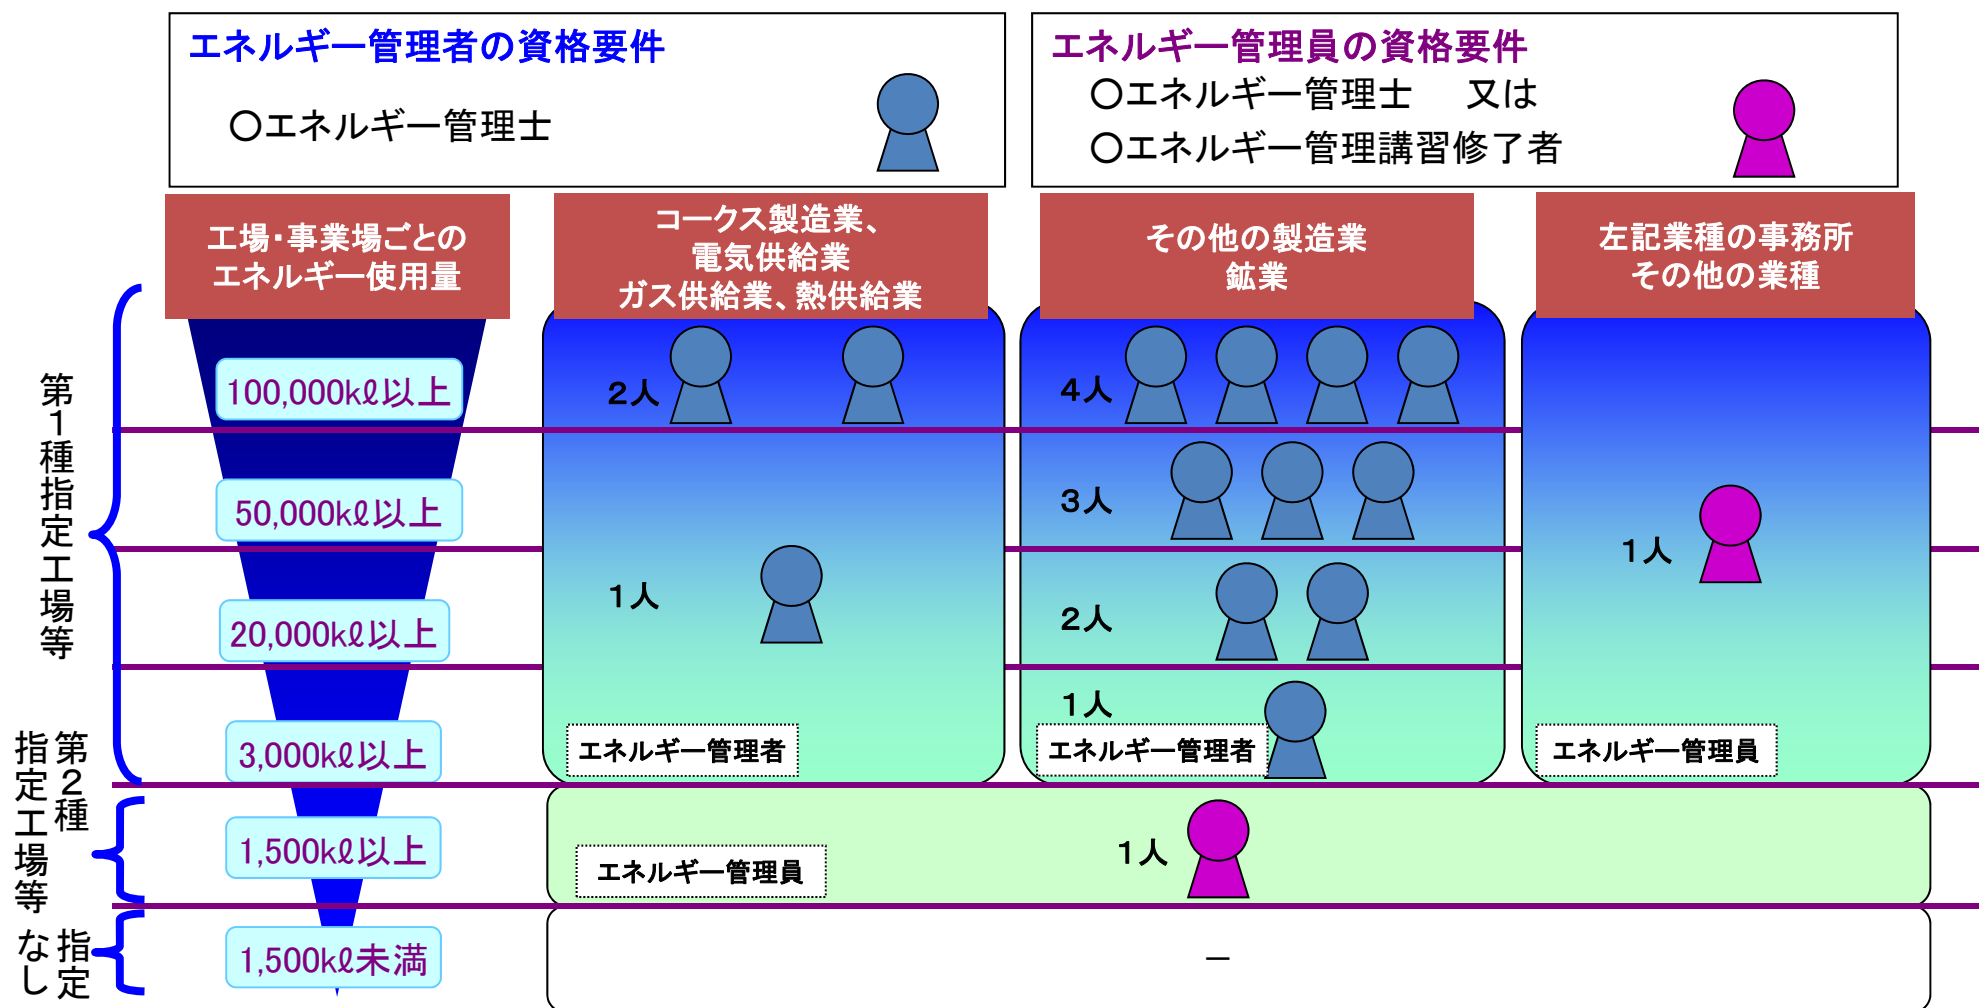 エネルギー管理者の資格要件
〇エネルギー管理士
エネルギー管理員の資格要件
〇エネルギー管理士　又は
〇エネルギー管理講習修了者
工場・事業場ごとの
エネルギー使用量
コークス製造業、
電気供給業
ガス供給業、熱供給業
その他の製造業
鉱業
左記業種の事務所
その他の業種
第1種指定工場等
100,000kℓ以上
2人
4人
50,000kℓ以上
3人
1人
1人
20,000kℓ以上
2人
3,000kℓ以上
1人
エネルギー管理者
エネルギー管理者
エネルギー管理員
第2種
指定工場等
1,500kℓ以上
エネルギー管理員
1人
指定
なし
1,500kℓ未満
－